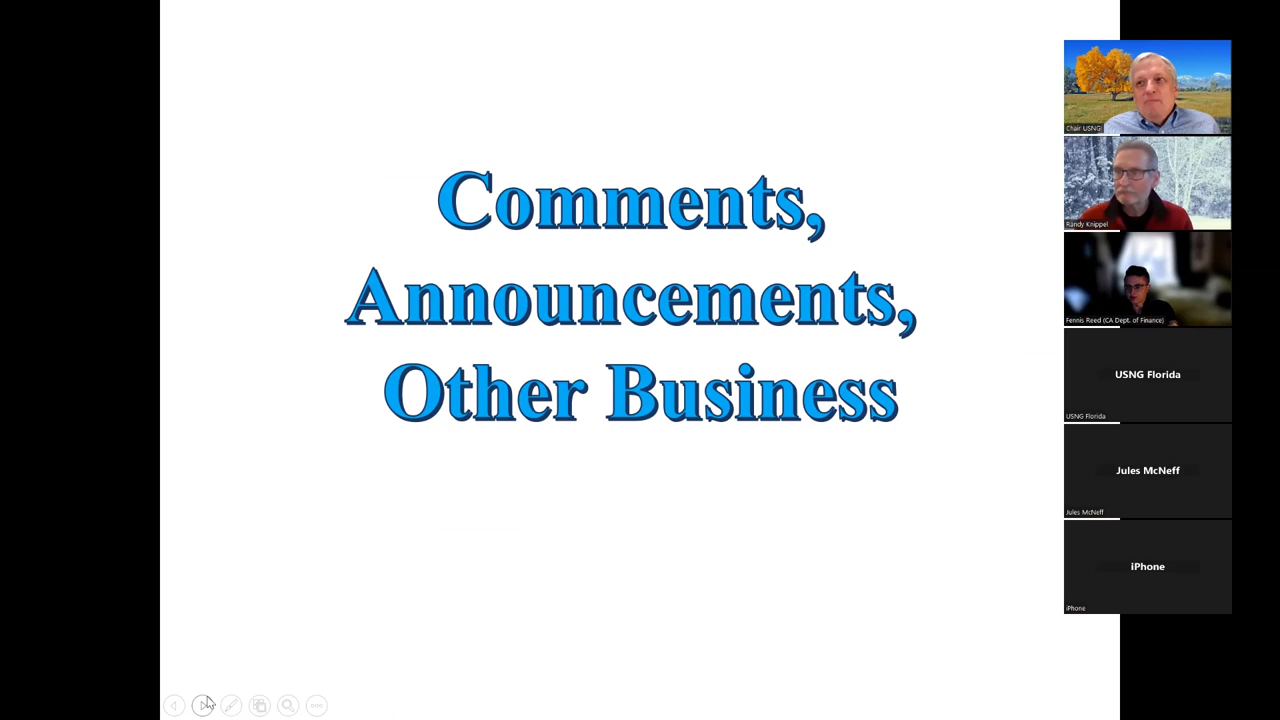 Comments,
Announcements,
Other Business
Chair USNG
Randy Knippel
Fennis Reed (CA Dept. of Finance)
USNG Florida
USNG Florida
Jules McNeff
Jules McNeff
iPhone
iPhone